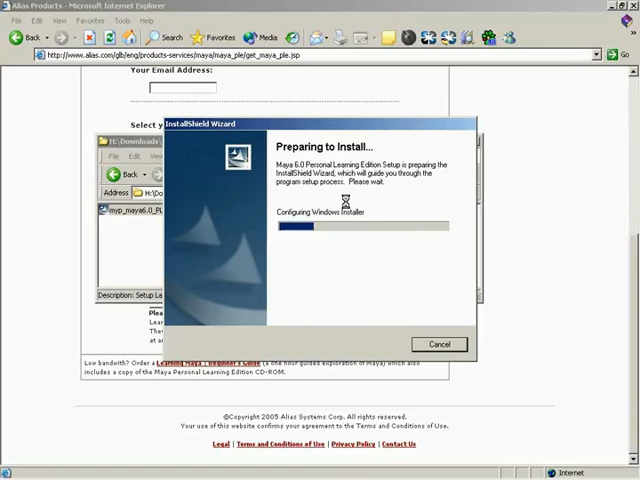 Alias Products - Microsoft Internet Explorer
File Edit View Favorites Tools Help
Back Search Favorites Media
Address http://www.alias.com/glb/eng/products-services/maya/maya_ple/get_maya_ple.jsp Go
Your Email Address:
Select y
InstallShield Wizard
H:\Downloads
File Edit Vie
Back
Address H:\Do
myp_maya6.0_PL
Description: Setup La
Preparing to Install...
Maya 6.0 Personal Learning Edition Setup is preparing the
InstallShield Wizard, which will guide you through the
program setup process. Please wait.
Configuring Windows Installer
Cancel
Plea
Lear
The
at ar
Low bandwith? Order a Learning Maya | Beginner's Guide (a one hour guided exploration of Maya) which also
includes a copy of the Maya Personal Learning Edition CD-ROM.
©Copyright 2005 Alias Systems Corp. All rights reserved.
Your use of this website confirms your agreement to the Terms and Conditions of Use.
Legal | Terms and Conditions of Use | Privacy Policy | Contact Us
Internet